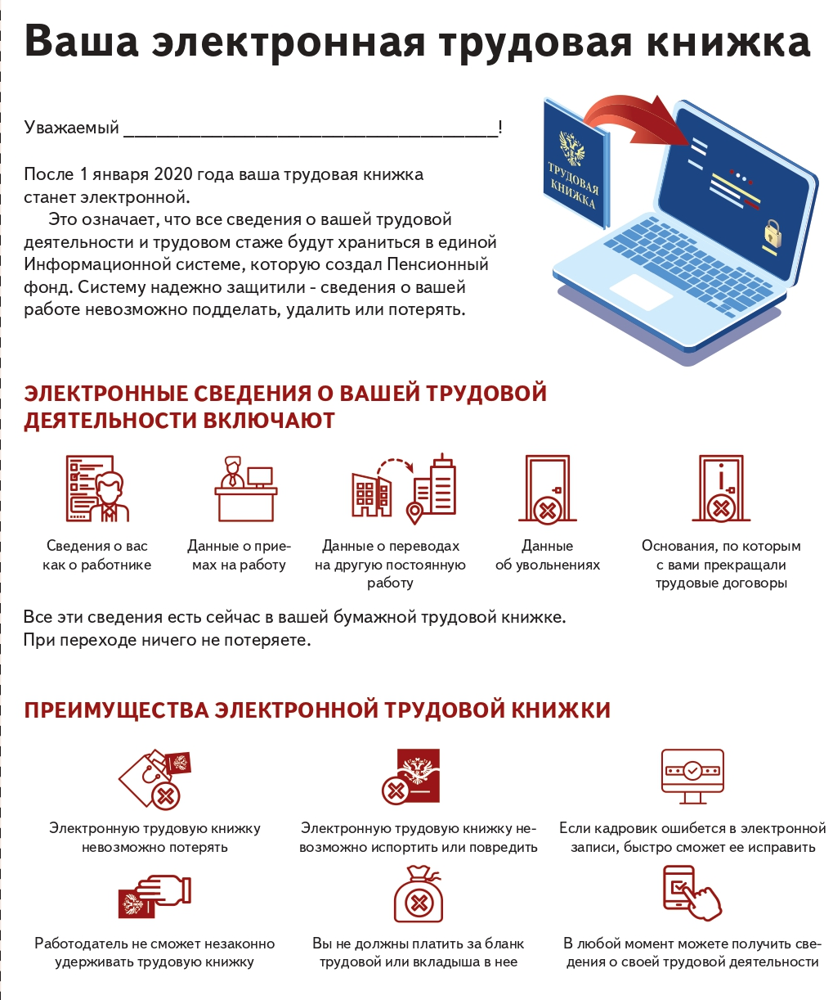 Ваша электронная трудовая книжка
Уважаемый ______________________________________!
После 1 января 2020 года ваша трудовая книжка
станет электронной.
Это означает, что все сведения о вашей трудовой
деятельности и трудовом стаже будут храниться в единой
Информационной системе, которую создал Пенсионный
фонд. Систему надежно защитили - сведения о вашей
работе невозможно подделать, удалить или потерять.
ТРУДОВАЯ
КНИЖКА
ЭЛЕКТРОННЫЕ СВЕДЕНИЯ О ВАШЕЙ ТРУДОВОЙ
ДЕЯТЕЛЬНОСТИ ВКЛЮЧАЮТ
Сведения о вас
как о работнике
Данные о прие-
мах на работу
Данные о переводах
на другую постоянную
работу
Данные
об увольнениях
Основания, по которым
с вами прекращали
трудовые договоры
Все эти сведения есть сейчас в вашей бумажной трудовой книжке.
При переходе ничего не потеряете.
ПРЕИМУЩЕСТВА ЭЛЕКТРОННОЙ ТРУДОВОЙ КНИЖКИ
Электронную трудовую книжку
невозможно потерять
Электронную трудовую книжку не-
возможно испортить или повредить
Если кадровик ошибется в электронной
записи, быстро сможет ее исправить
Работодатель не сможет незаконно
удерживать трудовую книжку
Вы не должны платить за бланк
трудовой или вкладыша в нее
В любой момент можете получить све-
дения о своей трудовой деятельности